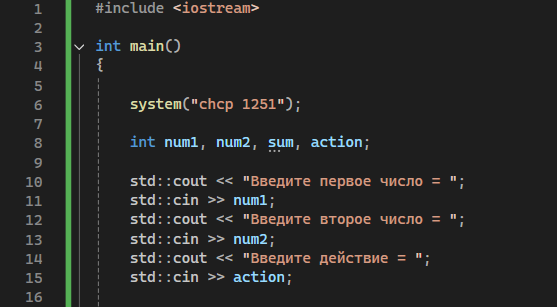 1 #include <iostream>
2
3 int main()
4 {
5
6 system("chcp 1251");
7
8 int num1, num2, sum, action;
9
10 std::cout << "Введите первое число = ";
11 std::cin >> num1;
12 std::cout << "Введите второе число = ";
13 std::cin >> num2;
14 std::cout << "Введите действие = ";
15 std::cin >> action;
16